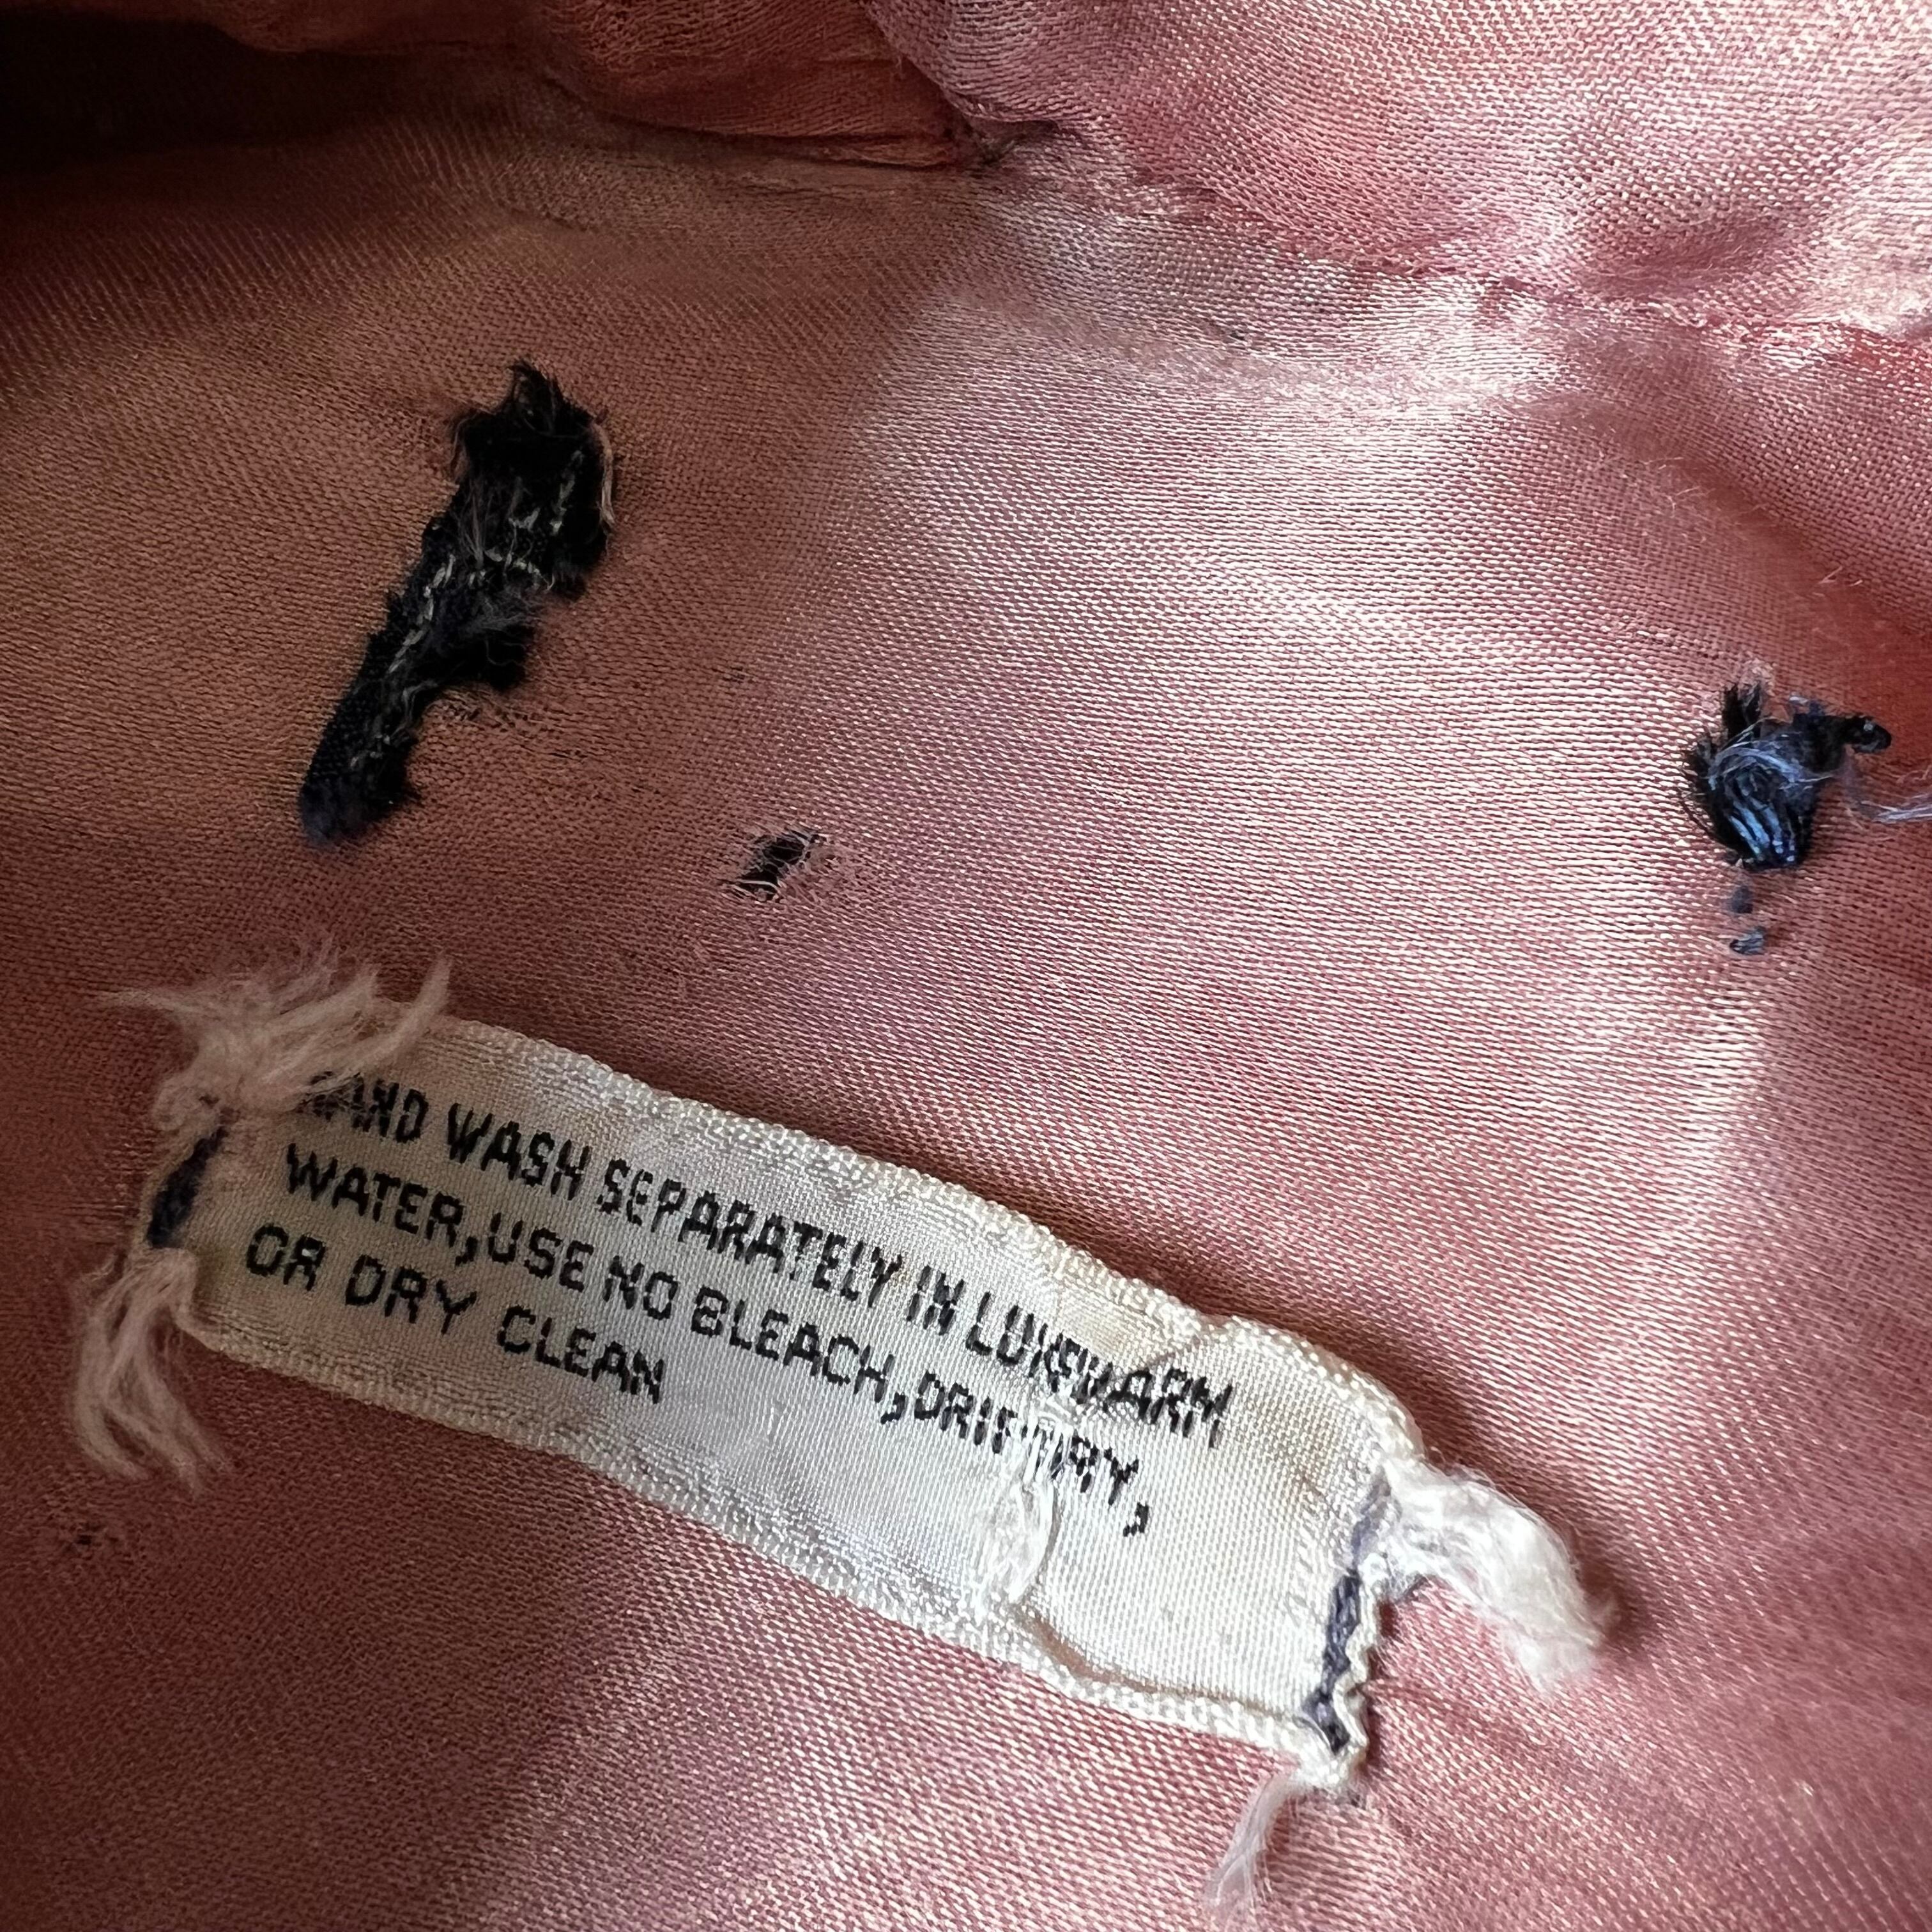 HAND WASH SEPARATELY IN LUKEWARM
WATER,USE NO BLEACH,DRIP DRY,
OR DRY CLEAN